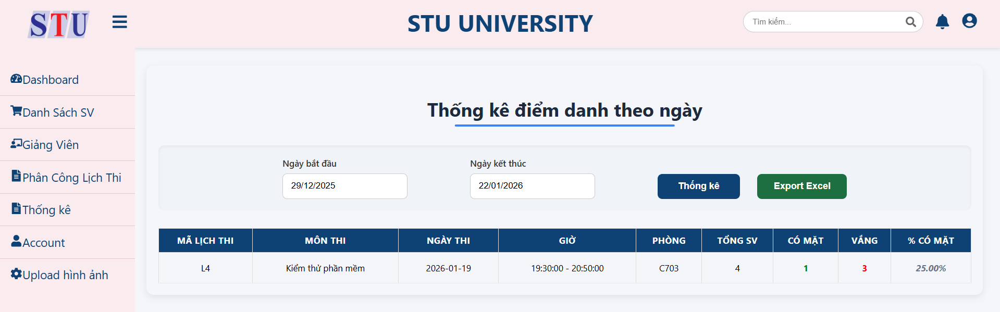 STU
STU UNIVERSITY
Tìm kiếm...
Dashboard
Danh Sách SV
Giảng Viên
Phân Công Lịch Thi
Thống kê
Account
Upload hình ảnh
Thống kê điểm danh theo ngày
Ngày bắt đầu
Ngày kết thúc
29/12/2025
22/01/2026
Thống kê
Export Excel
MÃ LỊCH THI MÔN THI NGÀY THI GIỜ PHÒNG TỔNG SV CÓ MẶT VẮNG % CÓ MẶT
L4 Kiểm thử phần mềm 2026-01-19 19:30:00 - 20:50:00 C703 4 1 3 25.00%